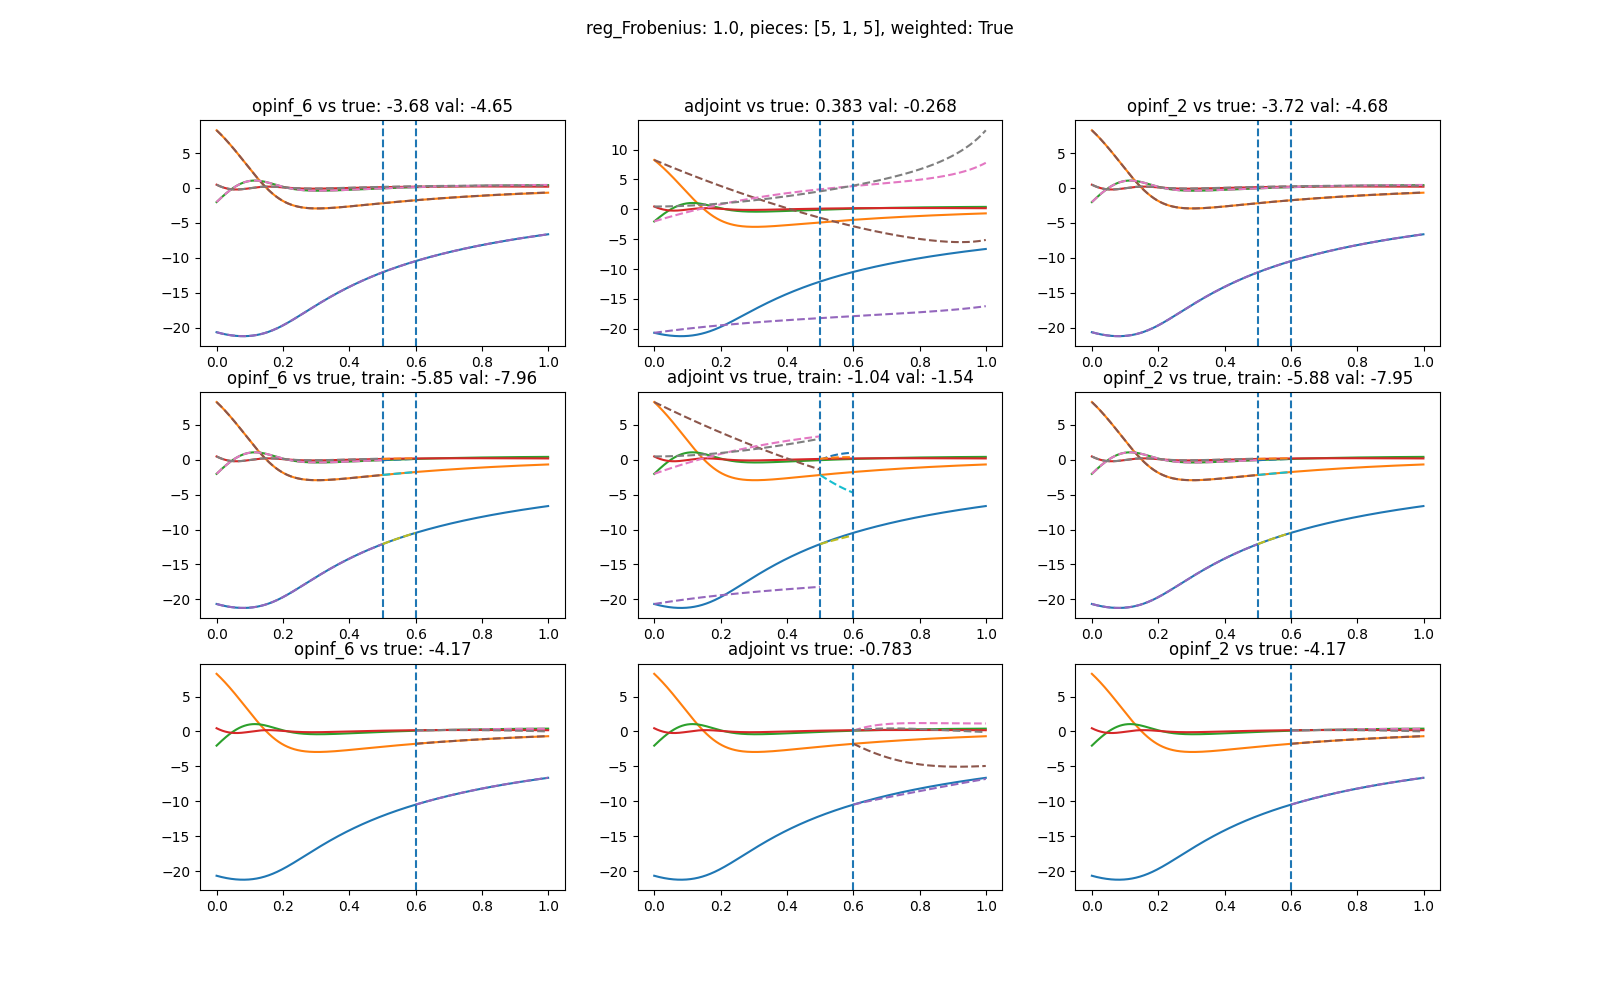 reg_Frobenius: 1.0, pieces: [5, 1, 5], weighted: True
opinf_6 vs true: -3.68 val: -4.65
5
0
−5
−10
−15
−20
0.0 0.2 0.4 0.6 0.8 1.0
adjoint vs true: 0.383 val: -0.268
10
5
0
−5
−10
−15
−20
0.0 0.2 0.4 0.6 0.8 1.0
opinf_2 vs true: -3.72 val: -4.68
5
0
−5
−10
−15
−20
0.0 0.2 0.4 0.6 0.8 1.0
opinf_6 vs true, train: -5.85 val: -7.96
5
0
−5
−10
−15
−20
0.0 0.2 0.4 0.6 0.8 1.0
adjoint vs true, train: -1.04 val: -1.54
5
0
−5
−10
−15
−20
0.0 0.2 0.4 0.6 0.8 1.0
opinf_2 vs true, train: -5.88 val: -7.95
5
0
−5
−10
−15
−20
0.0 0.2 0.4 0.6 0.8 1.0
opinf_6 vs true: -4.17
5
0
−5
−10
−15
−20
0.0 0.2 0.4 0.6 0.8 1.0
adjoint vs true: -0.783
5
0
−5
−10
−15
−20
0.0 0.2 0.4 0.6 0.8 1.0
opinf_2 vs true: -4.17
5
0
−5
−10
−15
−20
0.0 0.2 0.4 0.6 0.8 1.0